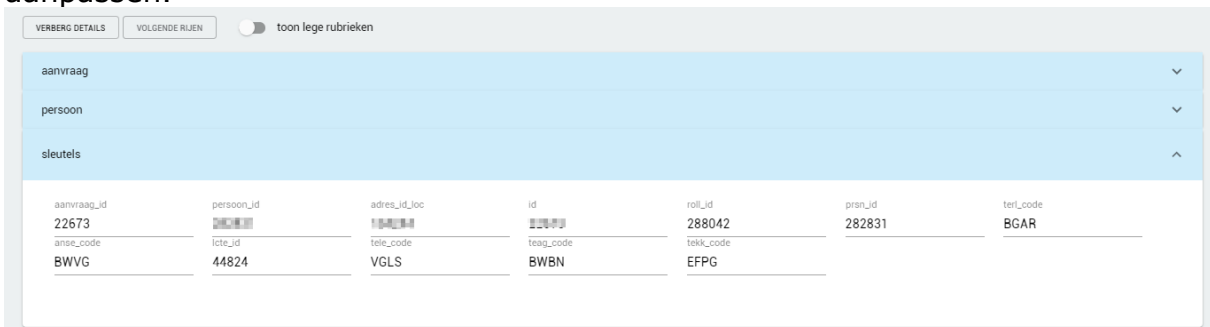 aanpassen.
VERBERG DETAILS VOLGENDE RIJEN toon lege rubrieken
aanvraag
persoon
sleutels
aanvraag_id persoon_id adres_id_loc id roll_id prsn_id terl_code
22673 288042 282831 BGAR
anse_code lcte_id tele_code teag_code tekk_code
BWVG 44824 VGLS BWBN EFPG